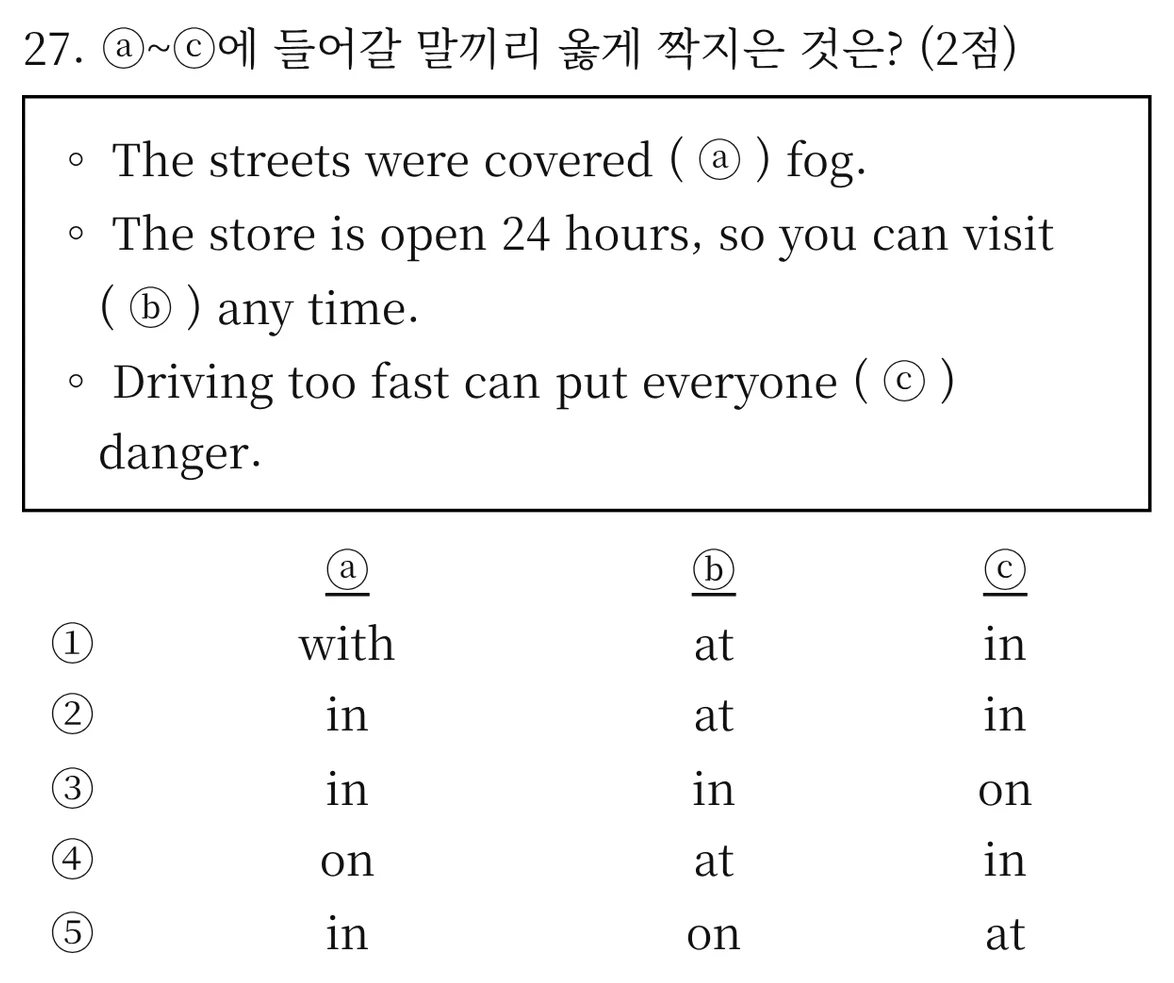 27. ⓐ~ⓒ에 들어갈 말끼리 옳게 짝지은 것은? (2점)
◦ The streets were covered ( ⓐ ) fog.
◦ The store is open 24 hours, so you can visit
( ⓑ ) any time.
◦ Driving too fast can put everyone ( ⓒ )
danger.
ⓐ ⓑ ⓒ
① with at in
② in at in
③ in in on
④ on at in
⑤ in on at